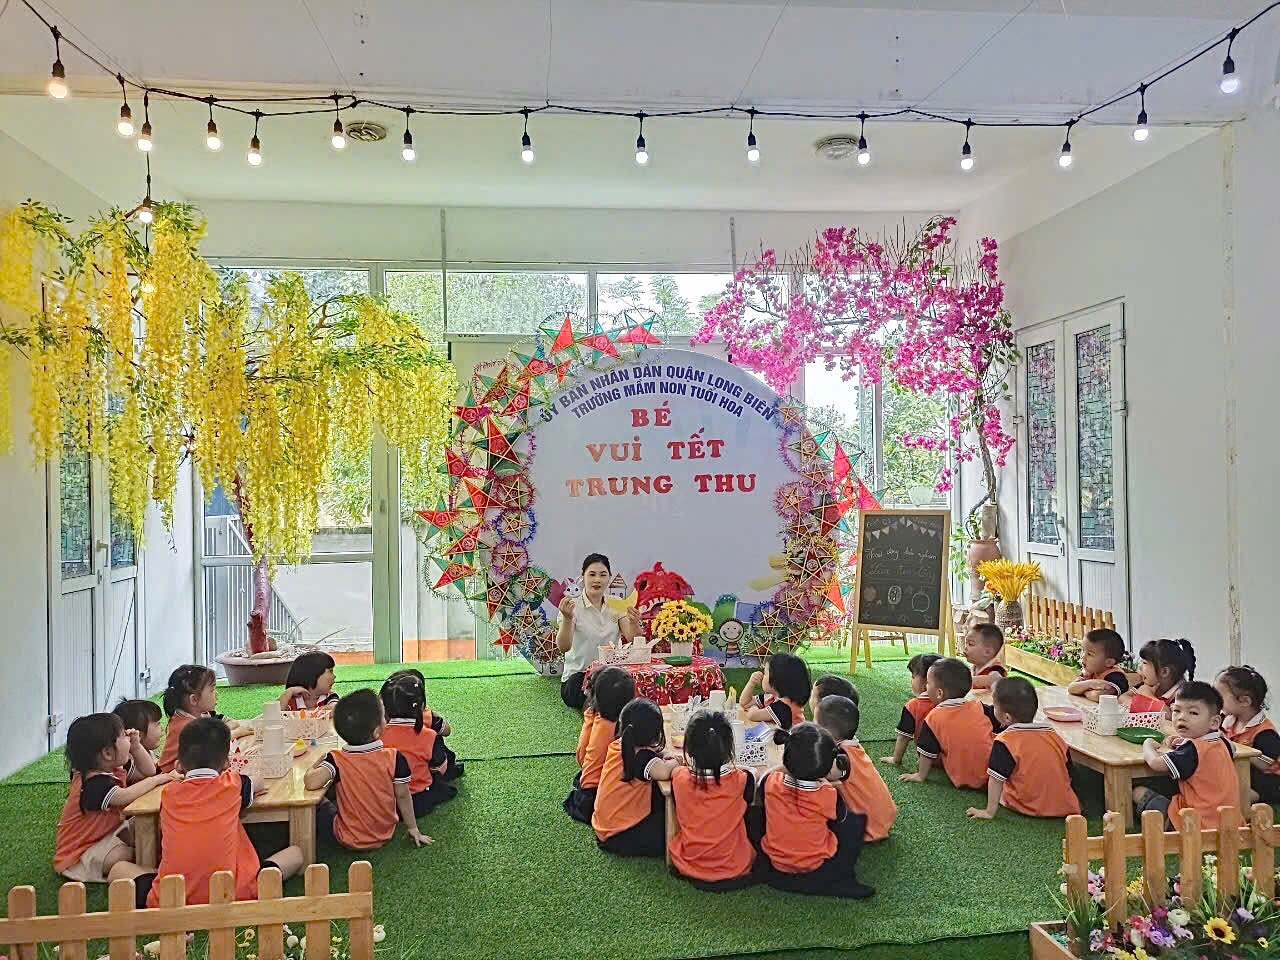 ỦY BAN NHÂN DÂN QUẬN LONG BIÊN
TRƯỜNG MẦM NON TUỔI HOA
BÉ
VUi TẾT
TRUNG THU